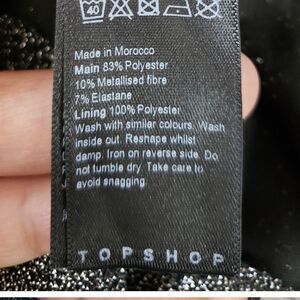 40
Made in Morocco
Main 83% Polyester
10% Metallised fibre
7% Elastane
Lining 100% Polyester
Wash with similar colours. Wash
inside out. Reshape whilst
damp. Iron on reverse side. Do
not tumble dry. Take care to
avoid snagging.
TOPSHOP